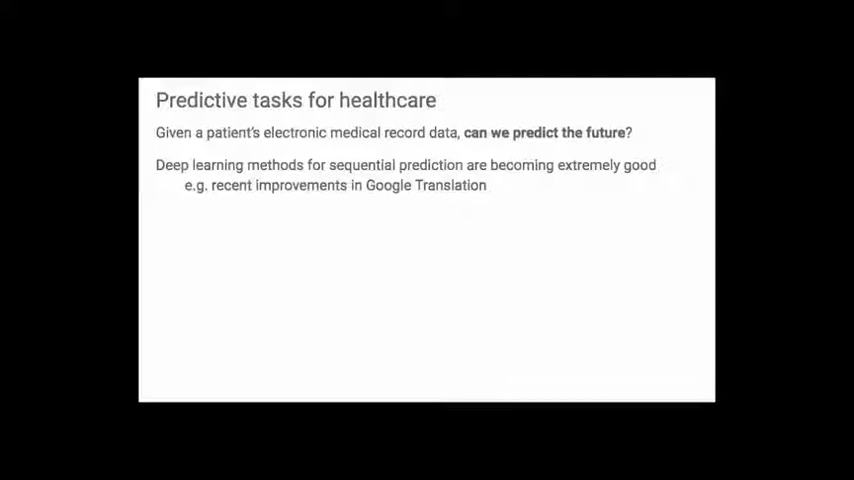 Predictive tasks for healthcare
Given a patient's electronic medical record data, can we predict the future?
Deep learning methods for sequential prediction are becoming extremely good
e.g. recent improvements in Google Translation